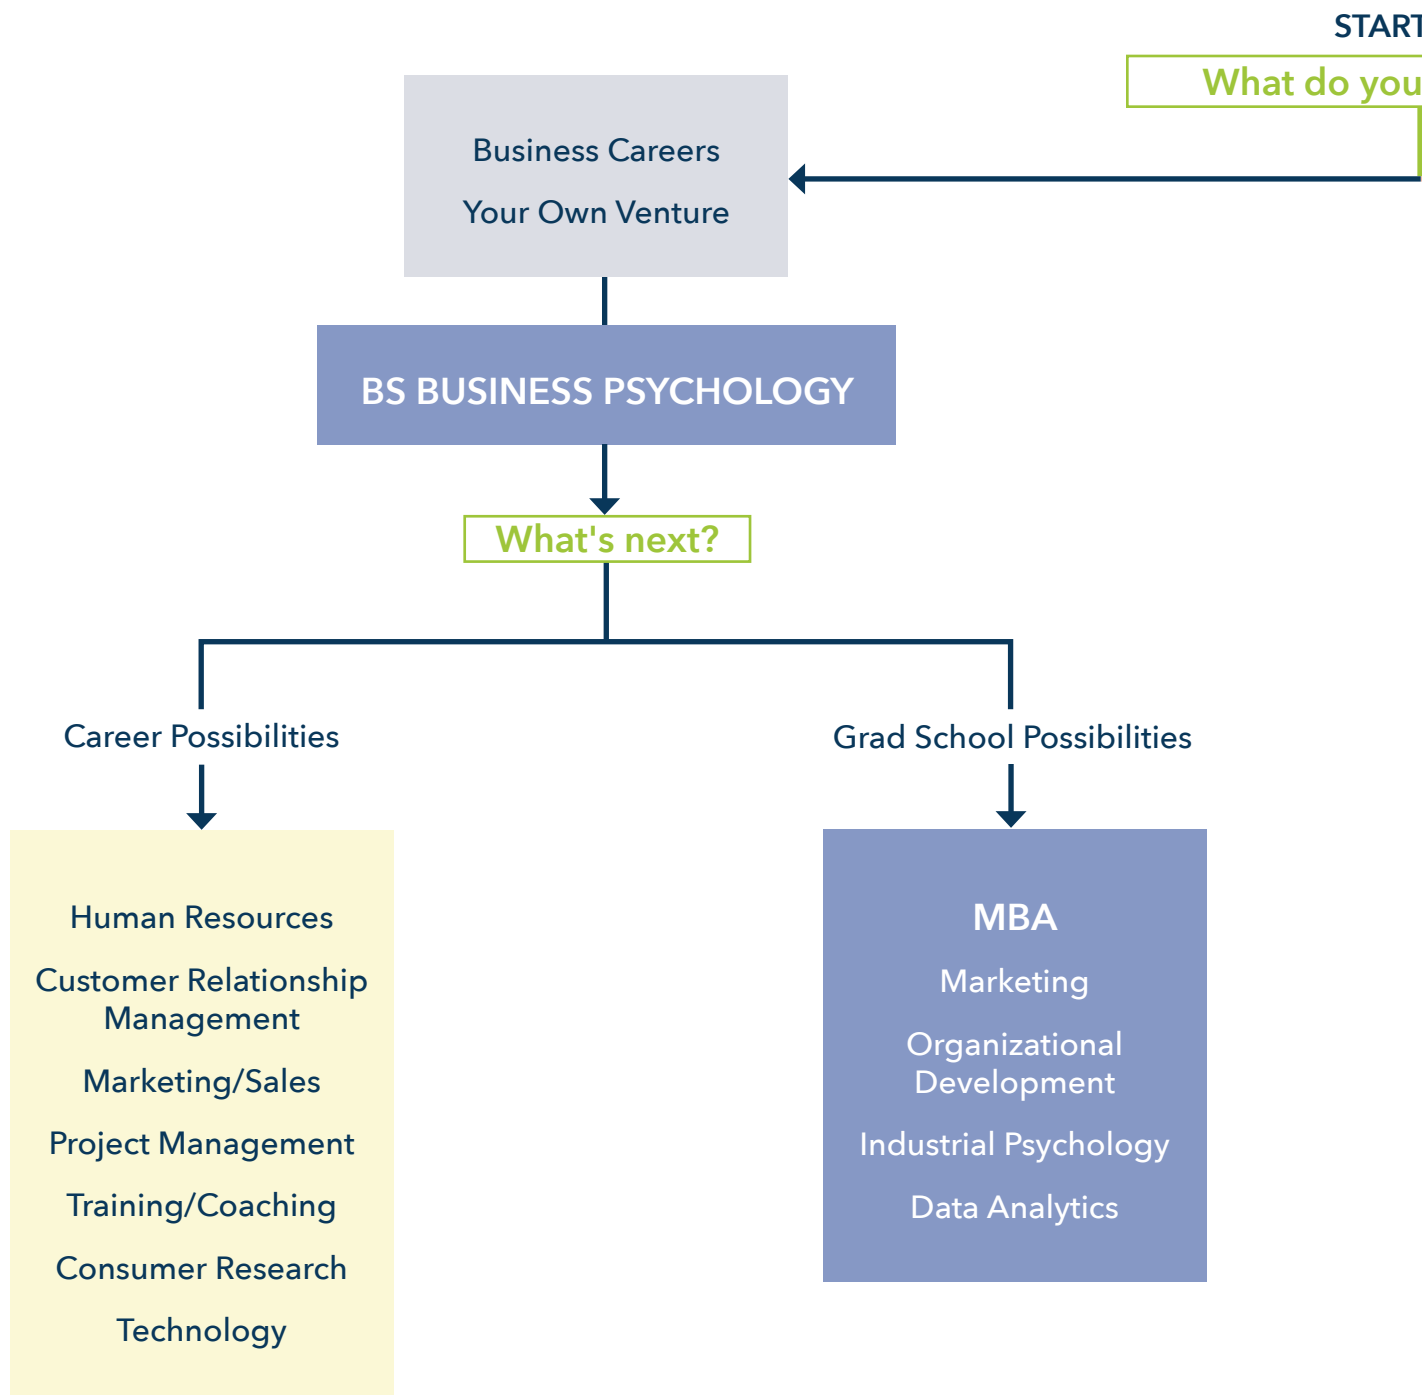 START
What do you
Business Careers
Your Own Venture
BS BUSINESS PSYCHOLOGY
What's next?
Career Possibilities
Grad School Possibilities
Human Resources
Customer Relationship
Management
Marketing/Sales
Project Management
Training/Coaching
Consumer Research
Technology
MBA
Marketing
Organizational
Development
Industrial Psychology
Data Analytics